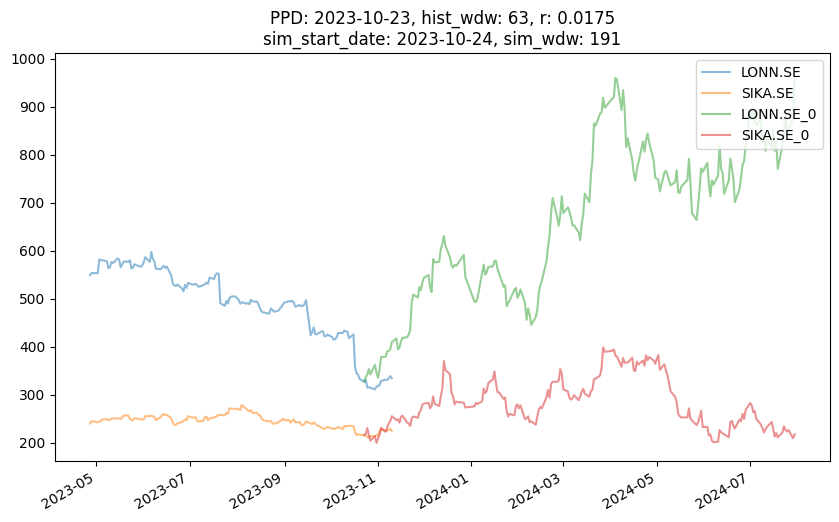 PPD: 2023-10-23, hist_wdw: 63, r: 0.0175
sim_start_date: 2023-10-24, sim_wdw: 191
1000
900
800
700
600
500
400
300
200
LONN.SE
SIKA.SE
LONN.SE_0
SIKA.SE_0
2023-05
2023-07
2023-09
2023-11
2024-01
2024-03
2024-05
2024-07